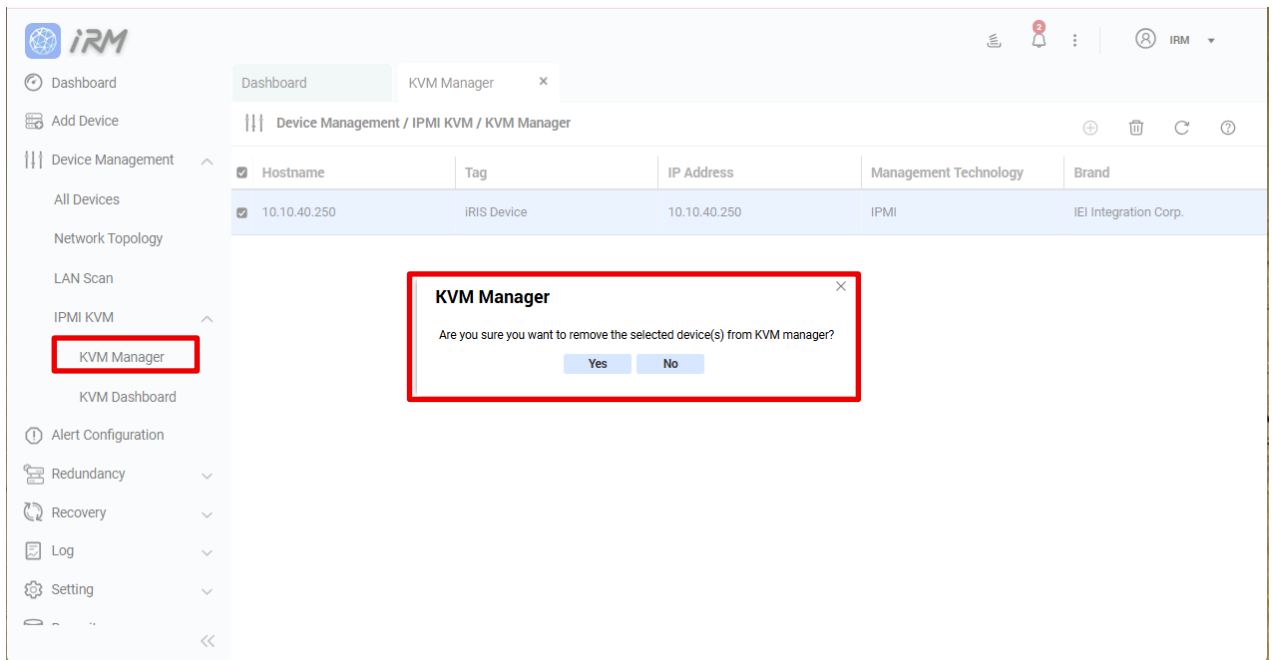 iRM
2
IRM
Dashboard
Add Device
Device Management
All Devices
Network Topology
LAN Scan
IPMI KVM
KVM Manager
KVM Dashboard
Alert Configuration
Redundancy
Recovery
Log
Setting
Dashboard
KVM Manager
Device Management / IPMI KVM / KVM Manager
Hostname Tag IP Address Management Technology Brand
10.10.40.250 iRIS Device 10.10.40.250 IPMI IEI Integration Corp.
KVM Manager
Are you sure you want to remove the selected device(s) from KVM manager?
Yes No